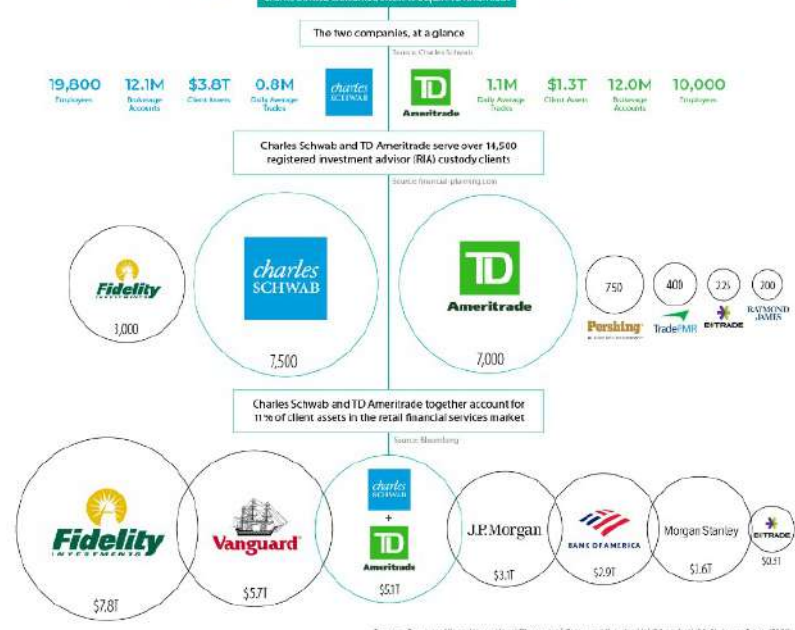 The two companies, at a glance
Source: Charles Schwab
19,800
Employees
12.1M
Brokerage
Accounts
$3.8T
Client Assets
0.8M
Daily Average
Trades
charles
SCHWAB
TD
Ameritrade
1.1M
Daily Average
Trades
$1.3T
Client Assets
12.0M
Brokerage
Accounts
10,000
Employees
Charles Schwab and TD Ameritrade serve over 14,500
registered investment advisor (RIA) custody clients
Source: financial-planning.com
Fidelity
INVESTMENTS
3,000
charles
SCHWAB
7,500
TD
Ameritrade
7,000
750
Pershing
400
TradePMR
225
E*TRADE
200
RAYMOND
JAMES
Charles Schwab and TD Ameritrade together account for
11% of client assets in the retail financial services market
Source: Bloomberg
Fidelity
INVESTMENTS
$7.8T
Vanguard
$5.7T
charles
SCHWAB
+
TD
Ameritrade
$5.1T
J.P.Morgan
$3.1T
BANK OF AMERICA
$2.9T
Morgan Stanley
E*TRADE